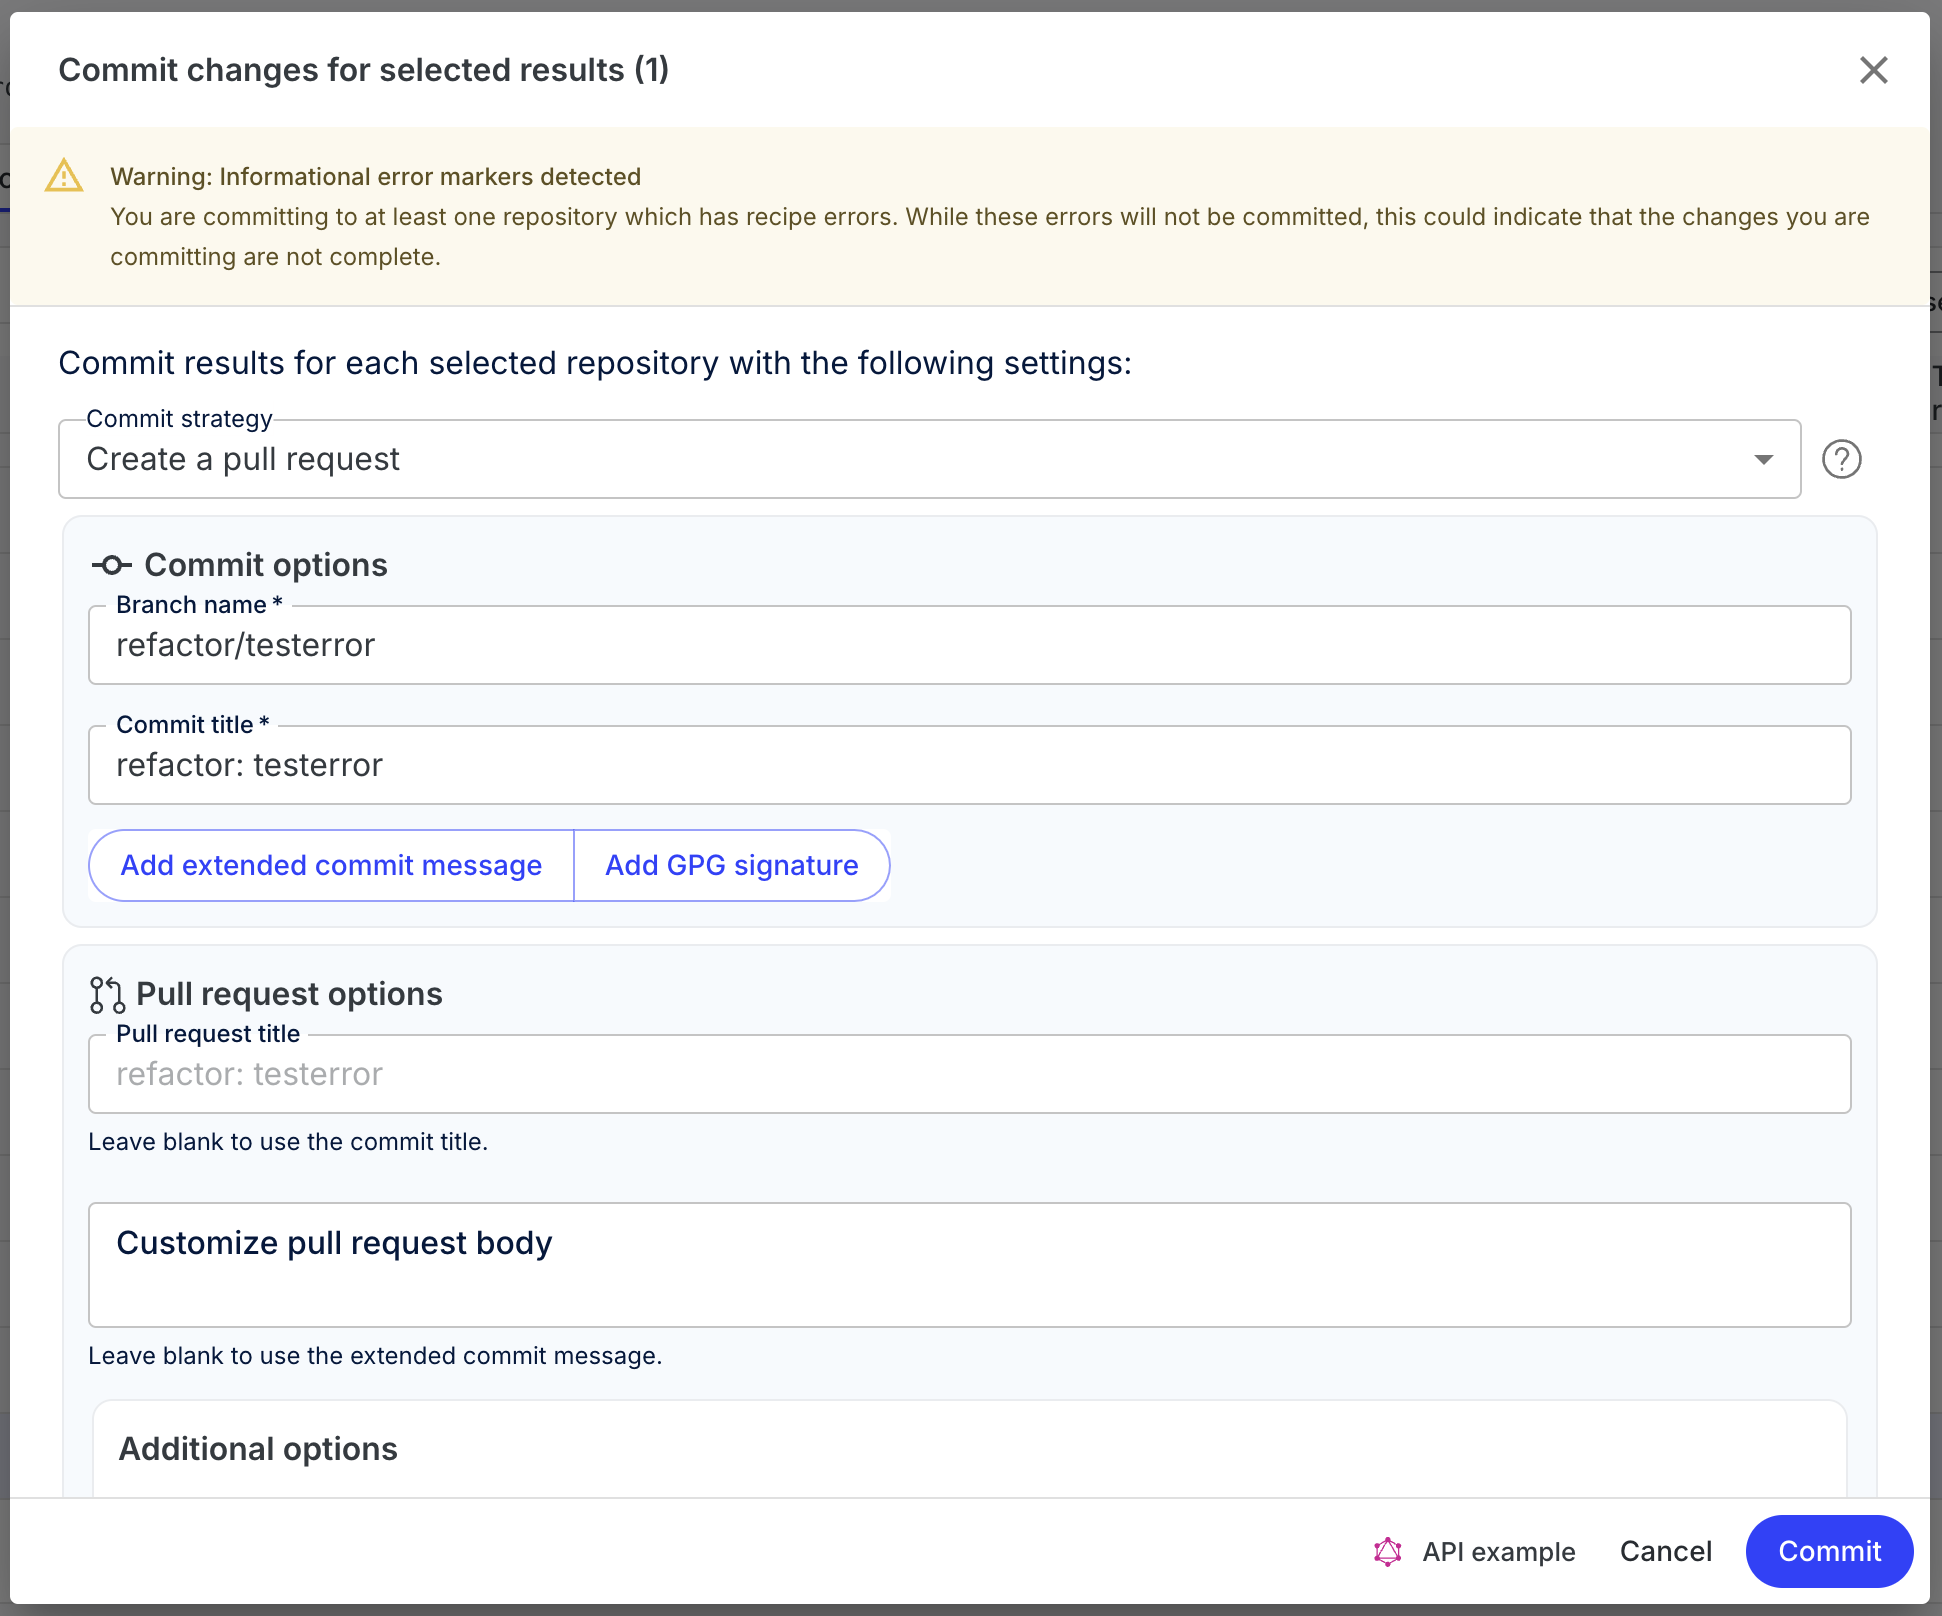 Commit changes for selected results (1)
Warning: Informational error markers detected
You are committing to at least one repository which has recipe errors. While these errors will not be committed, this could indicate that the changes you are
committing are not complete.
Commit results for each selected repository with the following settings:
Commit strategy
Create a pull request
Commit options
Branch name *
refactor/testerror
Commit title *
refactor: testerror
Add extended commit message
Add GPG signature
Pull request options
Pull request title
refactor: testerror
Leave blank to use the commit title.
Customize pull request body
Leave blank to use the extended commit message.
Additional options
API example
Cancel
Commit